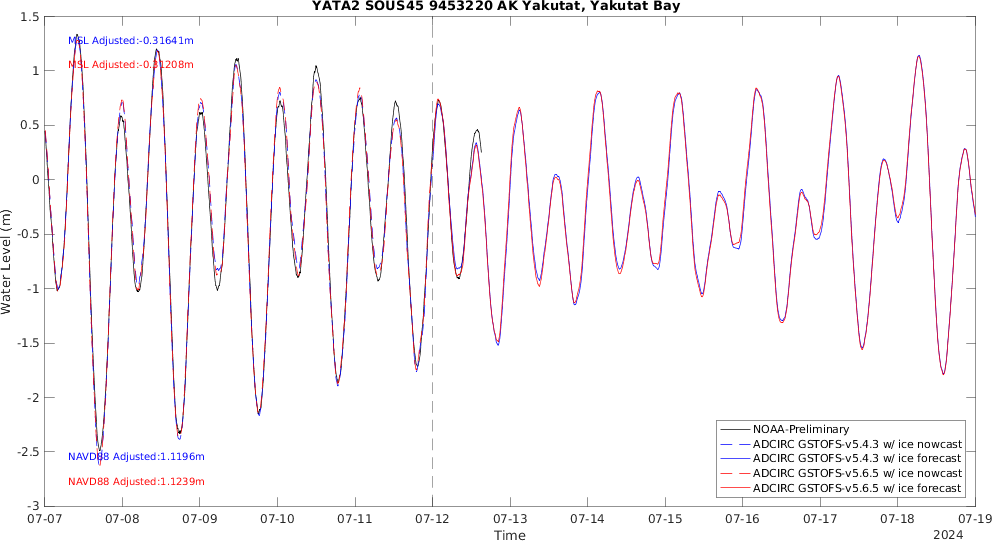 YATA2 SOUS45 9453220 AK Yakutat, Yakutat Bay
1.5
1
0.5
0
-0.5
-1
-1.5
-2
-2.5
-3
Water Level (m)
MSL Adjusted:-0.31641m
MSL Adjusted:-0.31208m
NAVD88 Adjusted:1.1196m
NAVD88 Adjusted:1.1239m
NOAA-Preliminary
ADCIRC GSTOFS-v5.4.3 w/ ice nowcast
ADCIRC GSTOFS-v5.4.3 w/ ice forecast
ADCIRC GSTOFS-v5.6.5 w/ ice nowcast
ADCIRC GSTOFS-v5.6.5 w/ ice forecast
07-07 07-08 07-09 07-10 07-11 07-12 07-13 07-14 07-15 07-16 07-17 07-18 07-19
Time
2024